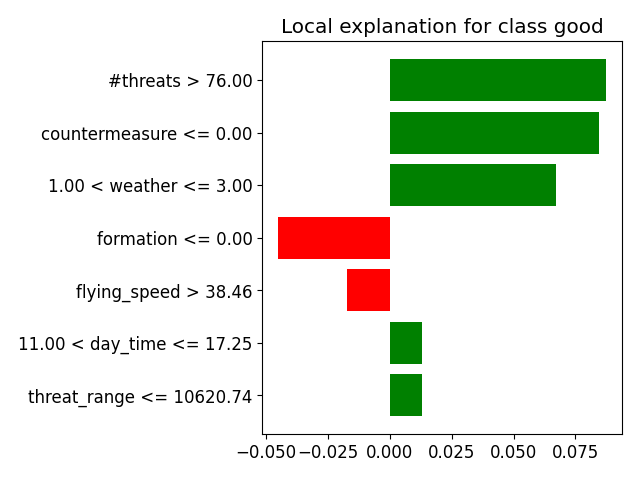 Local explanation for class good
#threats > 76.00
countermeasure <= 0.00
1.00 < weather <= 3.00
formation <= 0.00
flying_speed > 38.46
11.00 < day_time <= 17.25
threat_range <= 10620.74
−0.050 −0.025 0.000 0.025 0.050 0.075